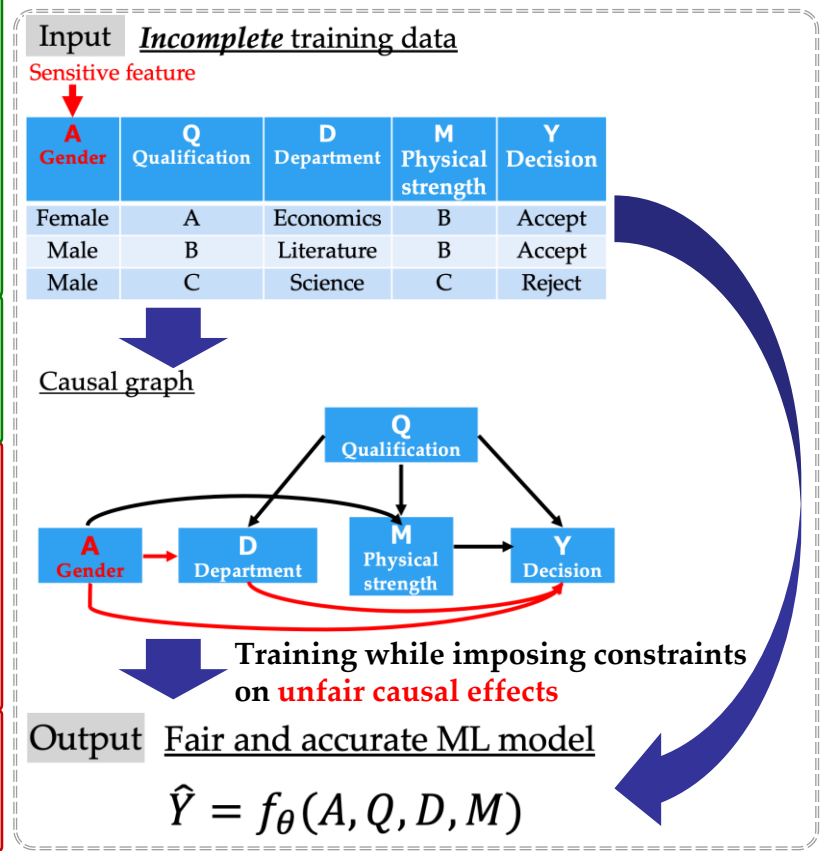 Input Incomplete training data
Sensitive feature
A Q D M Y
Gender Qualification Department Physical strength Decision
Female A Economics B Accept
Male B Literature B Accept
Male C Science C Reject
Causal graph
Q
Qualification
A
Gender
D
Department
M
Physical
strength
Y
Decision
Training while imposing constraints
on unfair causal effects
Output Fair and accurate ML model
Ŷ = fθ(A, Q, D, M)